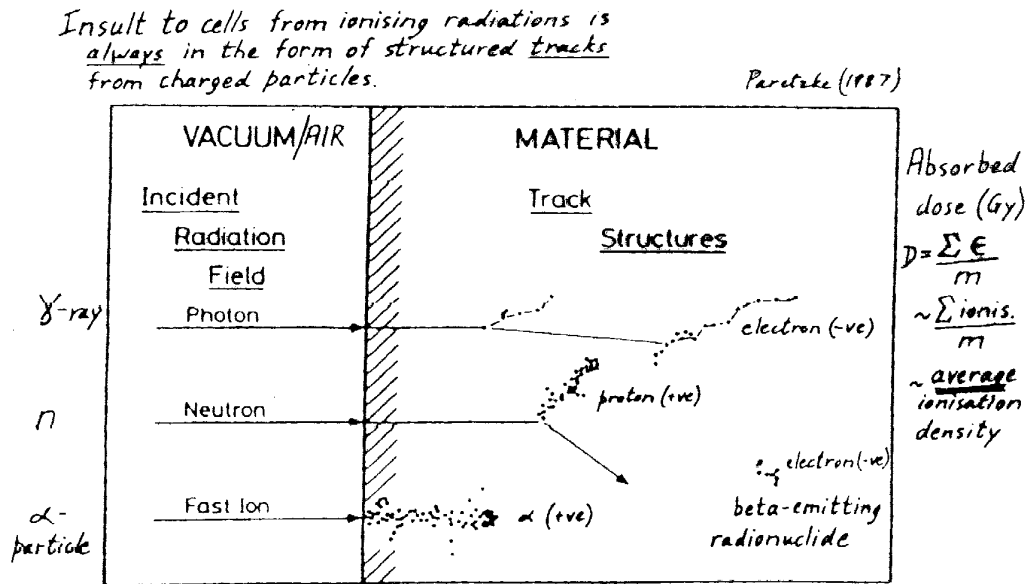 Insult to cells from ionising radiations is
always in the form of structured tracks
from charged particles.
Paretzke (1987)
VACUUM/AIR
MATERIAL
Incident
Radiation
Field
Track
Structures
Absorbed
dose (Gy)
D = Σ ε
m
~ Σ ionis.
m
~ average
ionisation
density
γ-ray
Photon
electron (-ve)
n
Neutron
proton (+ve)
α-
particle
Fast Ion
α (+ve)
electron (-ve)
beta-emitting
radionuclide